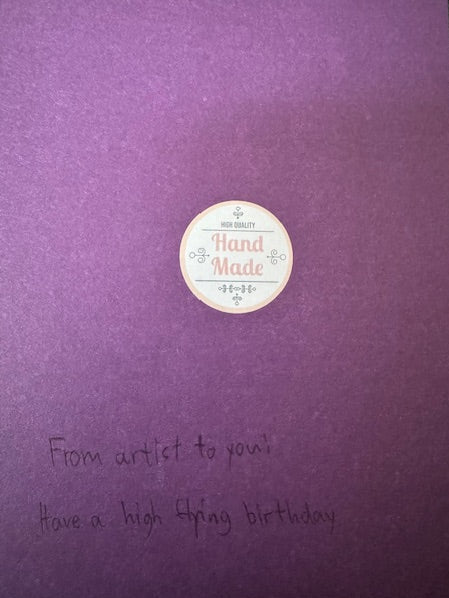 HIGH QUALITY
Hand
Made
From artist to you!
Have a high flying birthday